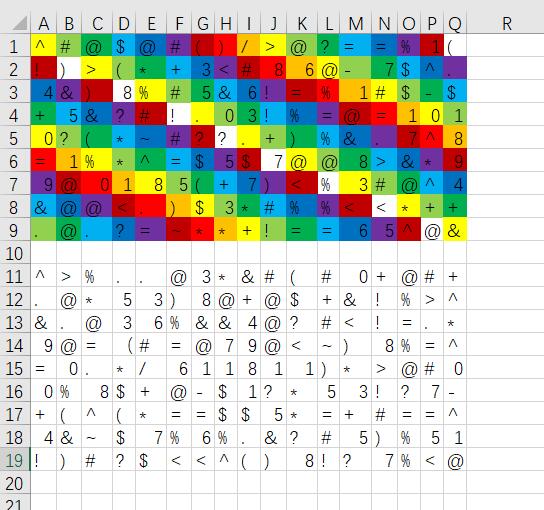 A B C D E F G H I J K L M N O P Q R
1 ^ # @ $ @ # ( ) / > @ ? = = % 1 (
2 ! ) > ( * + 3 < # 8 6 @ - 7 $ ^ .
3 4 & ) 8 % # 5 & 6 ! = % 1 # $ - $
4 + 5 & ? # ! . 0 3 ! % = @ = 1 0 1
5 0 ? ( * ~ # ? ? . + ) % & . 7 ^ 8
6 = 1 % * ^ = $ 5 $ 7 @ @ 8 > & * 9
7 9 @ 0 1 8 5 ( + 7 ) < % 3 # @ ^ 4
8 & @ @ < . ) $ 3 * # % % < < * + +
9 . @ . ? = ~ * * + ! = = 6 5 ^ @ &
10
11 ^ > % . . @ 3 * & # ( # 0 + @ # +
12 . @ * 5 3 ) 8 @ + @ $ + & ! % > ^
13 & . @ 3 6 % & & 4 @ ? # < ! = . *
14 9 @ = ( # = @ 7 9 @ < ~ ) 8 % = ^
15 = 0 . * / 6 1 1 8 1 1 ) * > @ # 0
16 0 % 8 $ + @ - $ 1 ? * 5 3 ! ? 7 -
17 + ( ^ ( * = = $ $ 5 * = + # = = ^
18 4 & ~ $ 7 % 6 % . & ? # 5 ) % 5 1
19 ! ) # ? $ < < ^ ( ) 8 ! ? 7 % < @
20
21